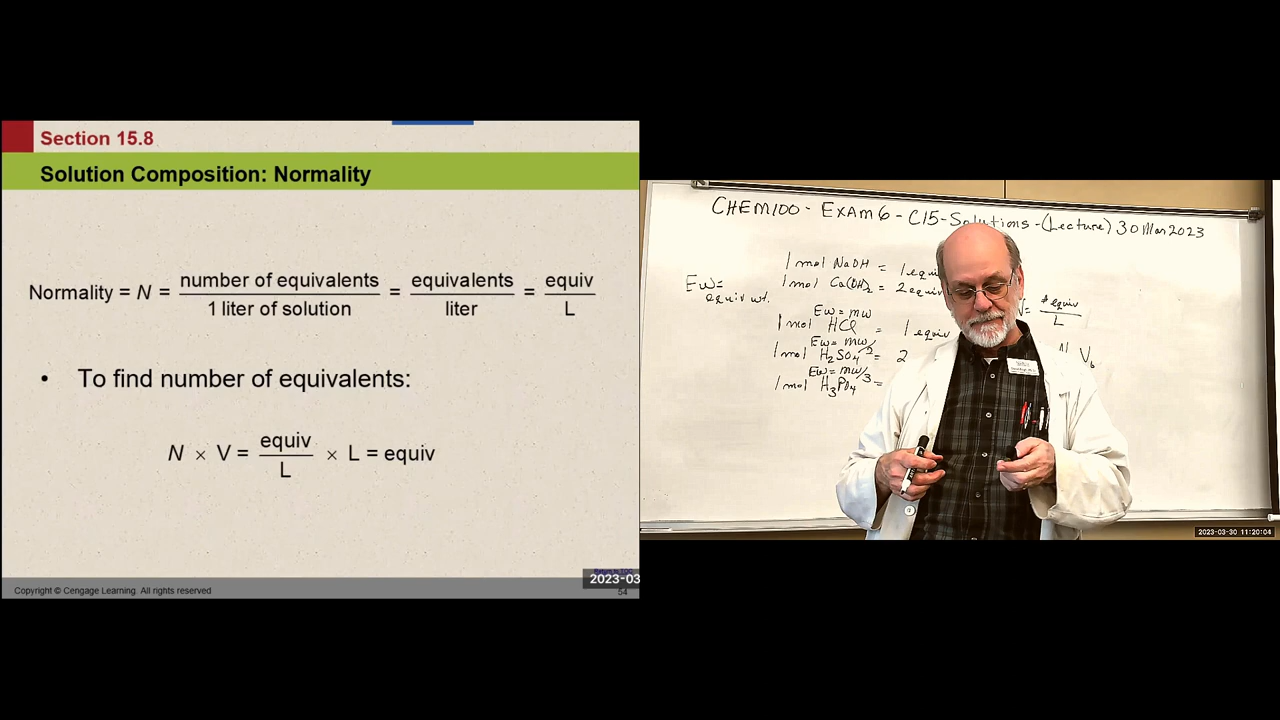 Section 15.8
Solution Composition: Normality
Normality = N = number of equivalents / 1 liter of solution = equivalents / liter = equiv / L
• To find number of equivalents:
N × V = equiv / L × L = equiv
Copyright © Cengage Learning. All rights reserved
2023-03
54
CHEM100 - EXAM 6 - C15 - Solutions - (Lecture) 30 Mar 2023
1 mol NaOH = 1 equi
EW =
equiv wt.
1 mol Ca(OH)2 = 2 equiv
# equiv
L
EW = mw
1 mol HCl = 1 equiv
EW = mw/2
1 mol H2SO4 = 2
N Vb
EW = mw/3
1 mol H3PO4 =
2023-03-30 11:20:04